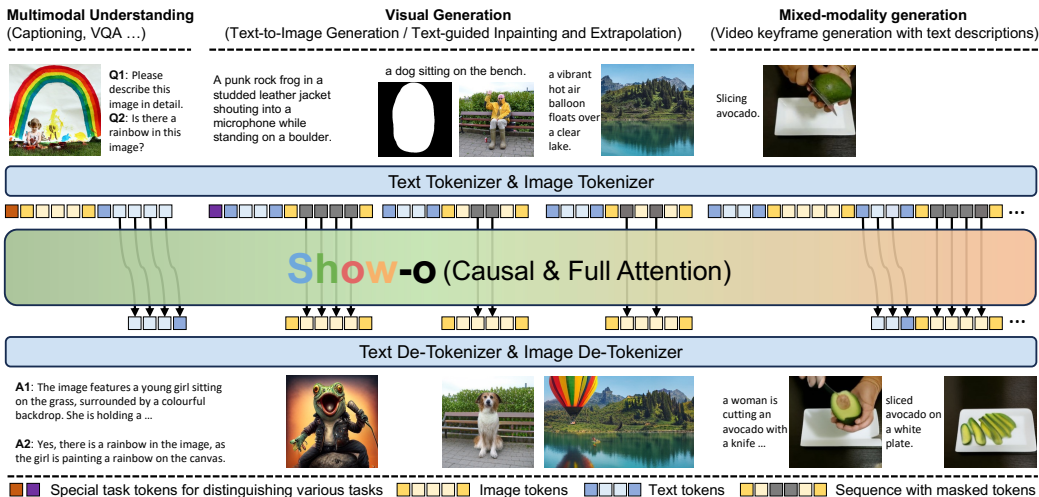 Multimodal Understanding
(Captioning, VQA …)
Visual Generation
(Text-to-Image Generation / Text-guided Inpainting and Extrapolation)
Mixed-modality generation
(Video keyframe generation with text descriptions)
Q1: Please
describe this
image in detail.
Q2: Is there a
rainbow in this
image?
A punk rock frog in a
studded leather jacket
shouting into a
microphone while
standing on a boulder.
a dog sitting on the bench.
a vibrant
hot air
balloon
floats over
a clear
lake.
Slicing
avocado.
Text Tokenizer & Image Tokenizer
...
Show-o (Causal & Full Attention)
...
Text De-Tokenizer & Image De-Tokenizer
A1: The image features a young girl sitting
on the grass, surrounded by a colourful
backdrop. She is holding a …
A2: Yes, there is a rainbow in the image, as
the girl is painting a rainbow on the canvas.
a woman is
cutting an
avocado with
a knife …
sliced
avocado on
a white
plate.
Special task tokens for distinguishing various tasks
Image tokens
Text tokens
Sequence with masked tokens